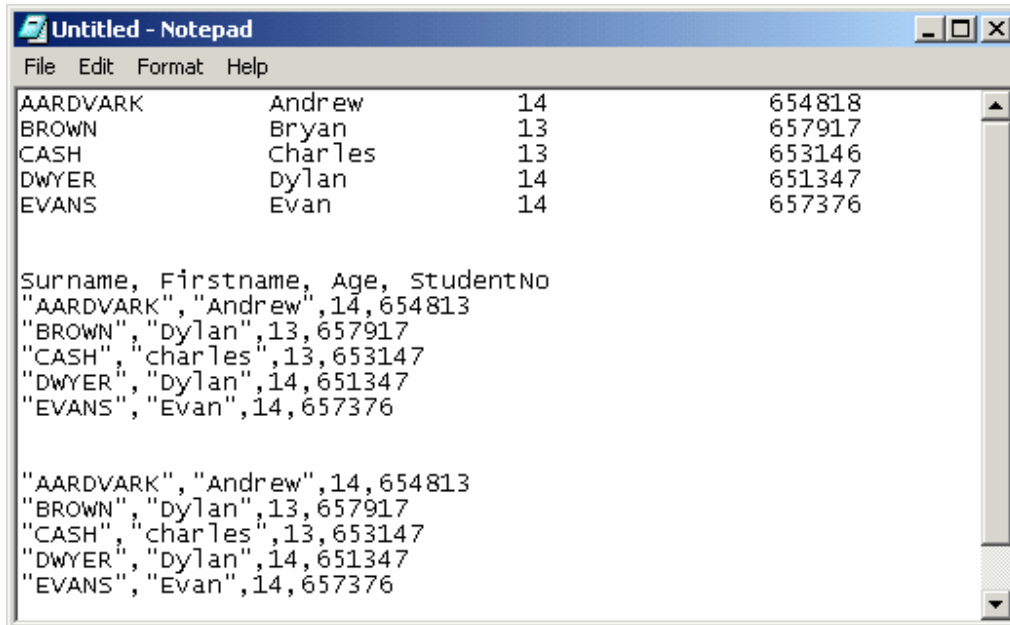 Untitled - Notepad
File Edit Format Help
AARDVARK Andrew 14 654818
BROWN Bryan 13 657917
CASH Charles 13 653146
DWYER Dylan 14 651347
EVANS Evan 14 657376
Surname, Firstname, Age, StudentNo
"AARDVARK","Andrew",14,654813
"BROWN","Dylan",13,657917
"CASH","charles",13,653147
"DWYER","Dylan",14,651347
"EVANS","Evan",14,657376
"AARDVARK","Andrew",14,654813
"BROWN","Dylan",13,657917
"CASH","charles",13,653147
"DWYER","Dylan",14,651347
"EVANS","Evan",14,657376